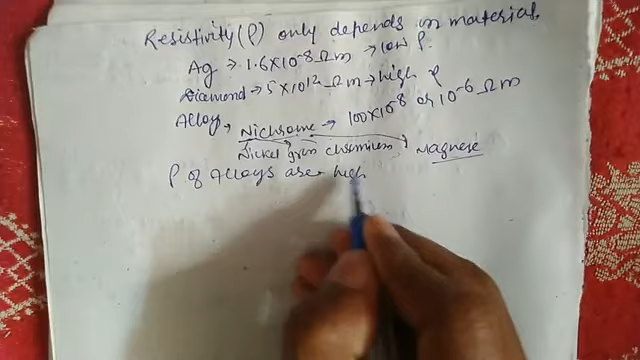 Resistivity(ρ) only depends on material.
Ag → 1.6×10⁻⁸ Ωm → low ρ.
Diamond → 5×10¹² Ωm → high ρ
Alloy → Nichrome → 100×10⁻⁸ or 10⁻⁶ Ωm
Nickel chromium Magnese
ρ of Alloys are high